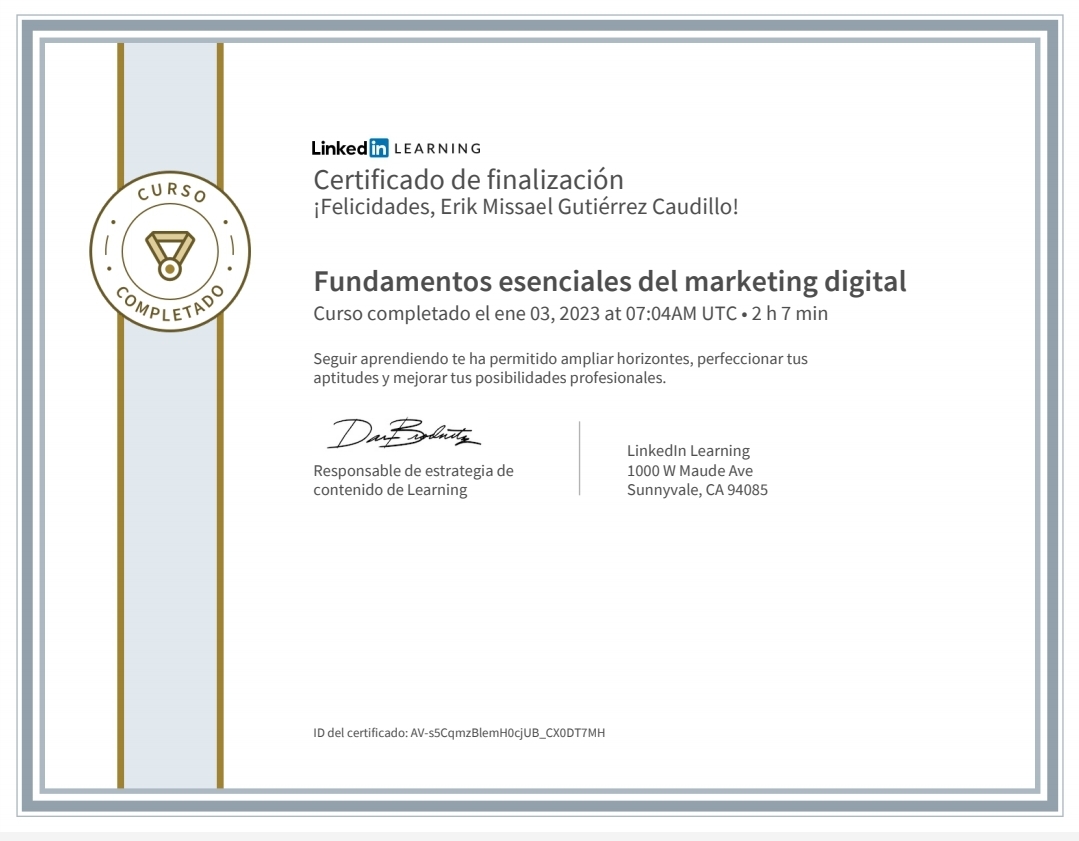 CURSO
COMPLETADO
Linkedin LEARNING
Certificado de finalización
¡Felicidades, Erik Missael Gutiérrez Caudillo!
Fundamentos esenciales del marketing digital
Curso completado el ene 03, 2023 at 07:04AM UTC • 2 h 7 min
Seguir aprendiendo te ha permitido ampliar horizontes, perfeccionar tus
aptitudes y mejorar tus posibilidades profesionales.
Responsable de estrategia de
contenido de Learning
LinkedIn Learning
1000 W Maude Ave
Sunnyvale, CA 94085
ID del certificado: AV-s5CqmzBlemH0cjUB_CX0DT7MH